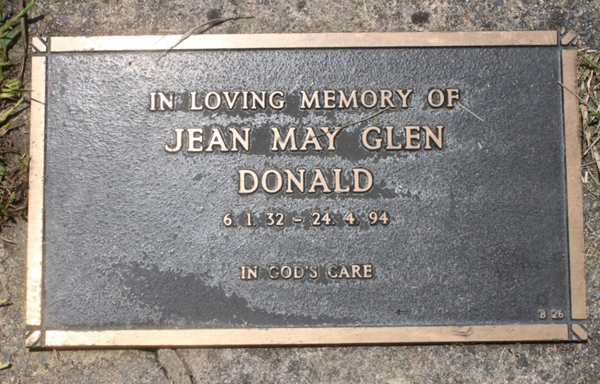 IN LOVING MEMORY OF
JEAN MAY GLEN
DONALD
6. 1. 32 - 24. 4. 94
IN GOD'S CARE
B 26